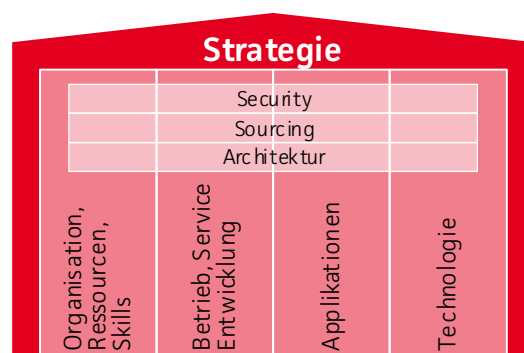 Strategie
Security
Sourcing
Architektur
Organisation,
Ressourcen,
Skills
Betrieb, Service
Entwicklung
Applikationen
Technologie